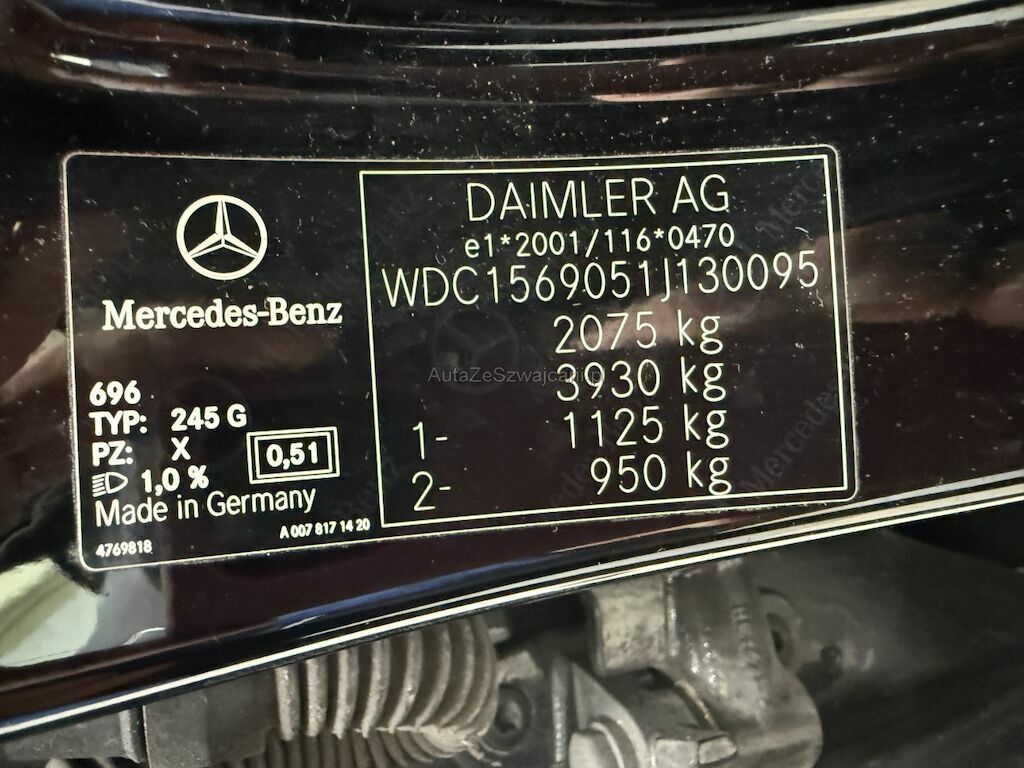 DAIMLER AG
e1*2001/116*0470
WDC1569051J130095
2075 kg
3930 kg
1- 1125 kg
2- 950 kg
Mercedes-Benz
696
TYP: 245 G
PZ: X
0,51
1,0 %
Made in Germany
A 007 817 14 20
4769818